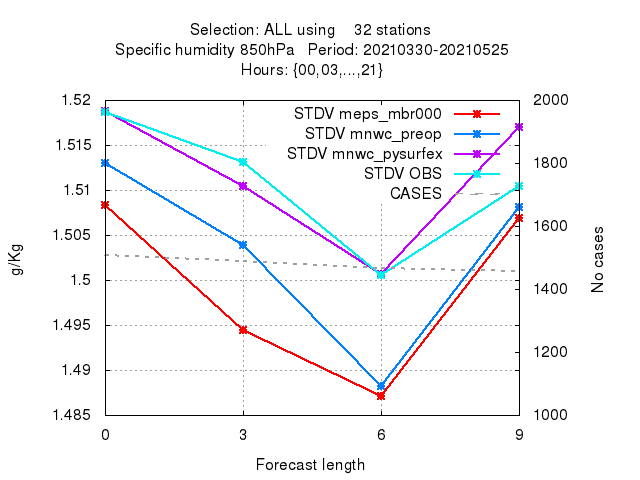 Selection: ALL using    32 stations
Specific humidity 850hPa   Period: 20210330-20210525
Hours: {00,03,...,21}
1.52
1.515
1.51
1.505
1.5
1.495
1.49
1.485
g/Kg
STDV meps_mbr000
STDV mnwc_preop
STDV mnwc_pysurfex
STDV OBS
CASES
2000
1800
1600
1400
1200
1000
No cases
0 3 6 9
Forecast length